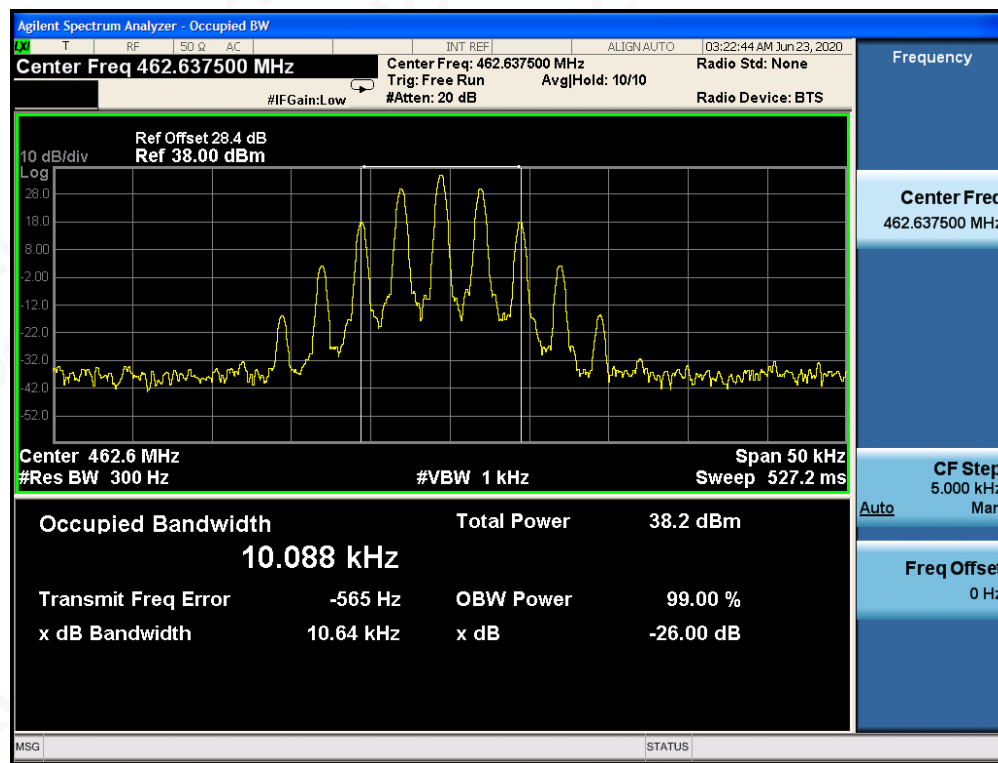 Agilent Spectrum Analyzer - Occupied BW
LXI T RF 50 Ω AC INT REF ALIGN AUTO 03:22:44 AM Jun 23, 2020
Center Freq 462.637500 MHz
Center Freq: 462.637500 MHz
Radio Std: None
Trig: Free Run Avg|Hold: 10/10
#IFGain:Low
#Atten: 20 dB
Radio Device: BTS
Ref Offset 28.4 dB
10 dB/div Ref 38.00 dBm
Log
28.0
18.0
8.00
-2.00
-12.0
-22.0
-32.0
-42.0
-52.0
Center 462.6 MHz Span 50 kHz
#Res BW 300 Hz #VBW 1 kHz Sweep 527.2 ms
Occupied Bandwidth Total Power 38.2 dBm
10.088 kHz
Transmit Freq Error -565 Hz OBW Power 99.00 %
x dB Bandwidth 10.64 kHz x dB -26.00 dB
MSG STATUS
Frequency
Center Freq
462.637500 MHz
CF Step
5.000 kHz
Auto Man
Freq Offset
0 Hz